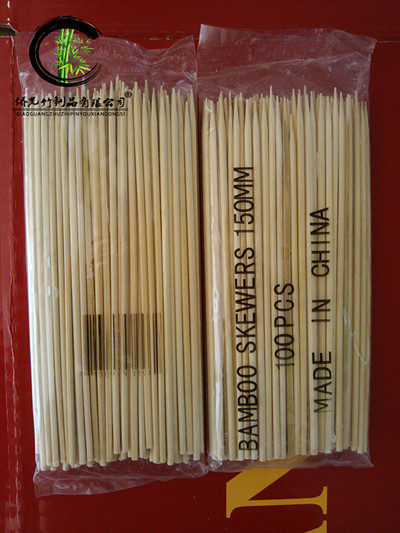 侨光竹制品有限公司®
QIAOGUANGZHUZHIPINYOUXIANGONGSI
BAMBOO SKEWERS 150MM
100PCS
MADE IN CHINA